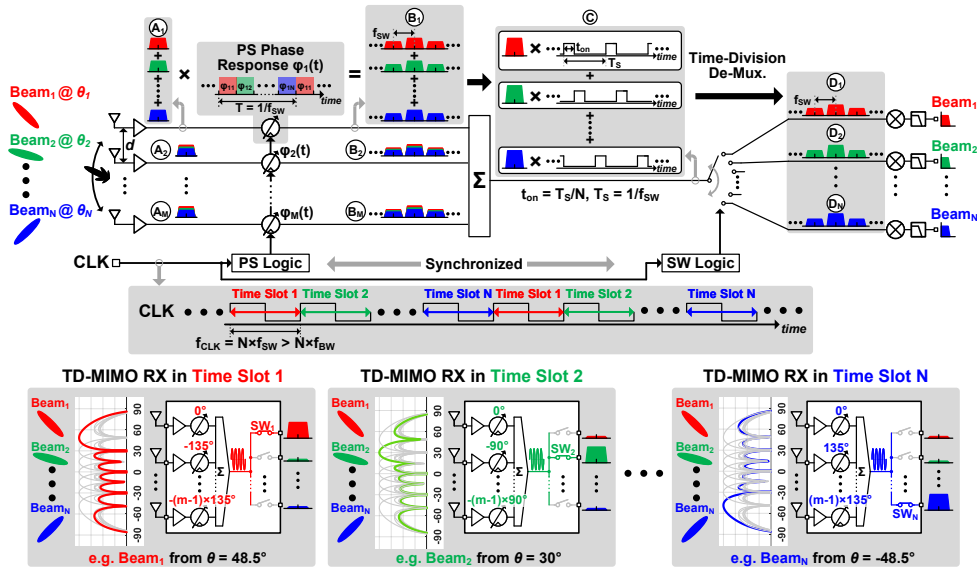 A1
+
+
+
×
PS Phase
Response φ1(t)
φ11 φ12 φ1N φ11
time
T = 1/fSW
=
B1
fSW
+
+
+
C
× ton time
TS
+
× time
+
+
× time
Time-Division
De-Mux.
D1
fSW
Beam1
D2
Beam2
DN
BeamN
Beam1 @ θ1
Beam2 @ θ2
BeamN @ θN
d
A2
φ2(t)
B2
Σ
AM
φM(t)
BM
ton = TS/N, TS = 1/fSW
CLK
PS Logic
Synchronized
SW Logic
CLK
Time Slot 1 Time Slot 2 Time Slot N Time Slot 1 Time Slot 2 Time Slot N
time
fCLK = N×fSW > N×fBW
TD-MIMO RX in Time Slot 1
Beam1
Beam2
BeamN
90
60
30
0
-30
-60
-90
0°
-135°
-(m-1)×135°
Σ
SW1
e.g. Beam1 from θ = 48.5°
TD-MIMO RX in Time Slot 2
Beam1
Beam2
BeamN
90
60
30
0
-30
-60
-90
0°
-90°
-(m-1)×90°
Σ
SW2
e.g. Beam2 from θ = 30°
TD-MIMO RX in Time Slot N
Beam1
Beam2
BeamN
90
60
30
0
-30
-60
-90
0°
135°
(m-1)×135°
Σ
SWN
e.g. BeamN from θ = -48.5°